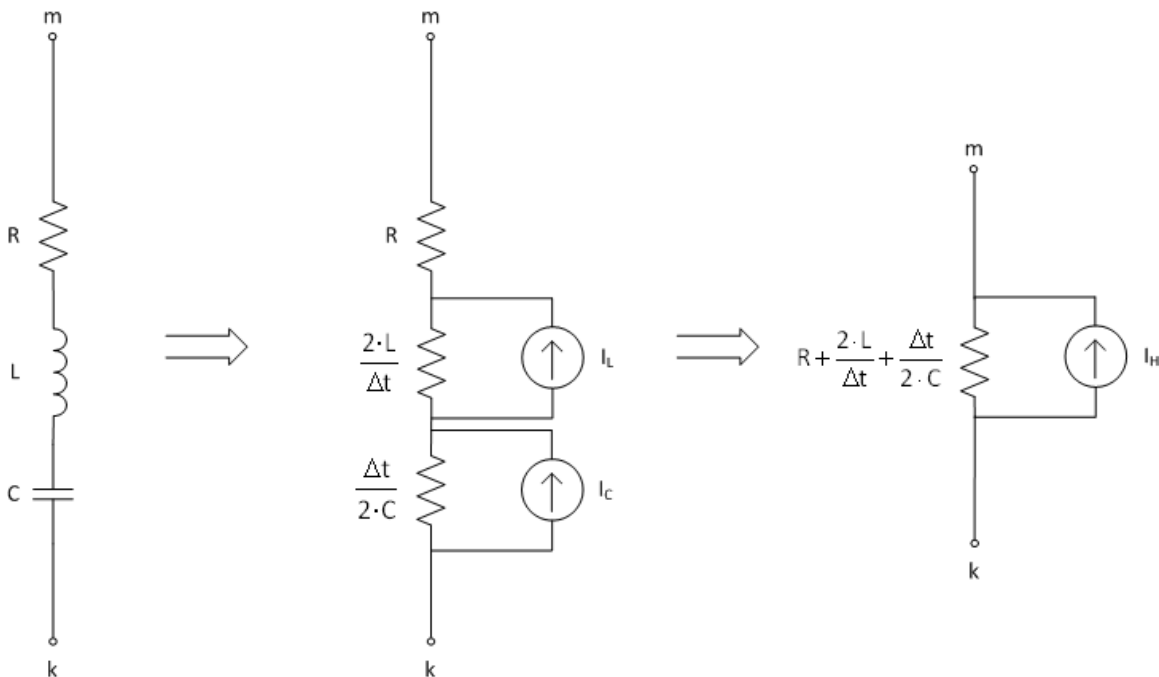 m
R
L
C
k
m
R
2·L
Δt
I_L
Δt
2·C
I_C
k
m
R + 2·L/Δt + Δt/2·C
I_H
k